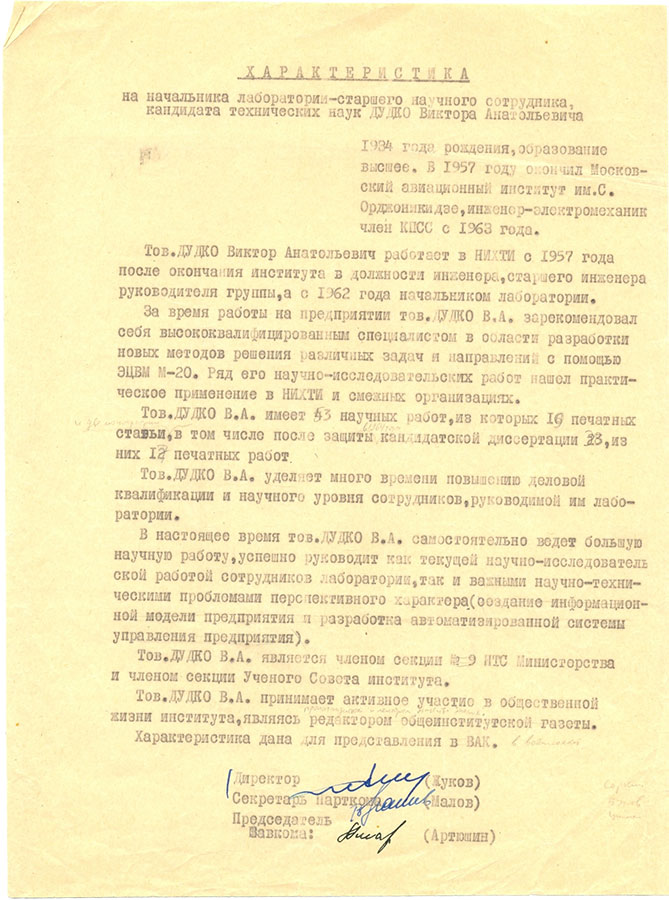 ХАРАКТЕРИСТИКА
на начальника лаборатории-старшего научного сотрудника,
кандидата технических наук ДУДКО Виктора Анатольевича
1934 года рождения, образование
высшее. В 1957 году окончил Москов-
ский авиационный институт им.С.
Орджоникидзе, инженер-электромеханик
член КПСС с 1963 года.
Тов.ДУДКО Виктор Анатольевич работает в НИХТИ с 1957 года
после окончания института в должности инженера, старшего инженера
руководителя группы, а с 1962 года начальником лаборатории.
За время работы на предприятии тов.ДУДКО В.А. зарекомендовал
себя высококвалифицированным специалистом в области разработки
новых методов решения различных задач я направлений с помощью
ЭЦВМ М-20. Ряд его научно-исследовательских работ нашел практи-
ческое применение в НИХТИ и смежных организациях.
Тов.ДУДКО В.А. имеет научных работ, из которых печатных
статьи, в том числе после защиты кандидатской диссертации из
них печатных работ
Тов.ДУДКО В.А. уделяет много времени повышению деловой
квалификации и научного уровня сотрудников, руководимой им лабо-
ратории.
В настоящее время тов.ДУДКО В.А. самостоятельно ведет большую
научную работу, успешно руководит как текущей научно-исследователь
ской работой сотрудников лаборатории, так и важными научно-техни-
ческими проблемами перспективного характера(создание информацион-
ной модели предприятия и разработка автоматизированной системы
управления предприятия).
Тов.ДУДКО В.А. является членом секции № 9 НТС Министорства
и членом секции Ученого Совета института.
Тов.ДУДКО В.А. принимает активное участие в общественной
жизни института, являясь редактором общеинститутской газеты.
Характеристика дана для представления в ВАК.
Директор (Жуков)
Секретарь парткома (Малов)
Председатель
Завкома: (Артюшин)